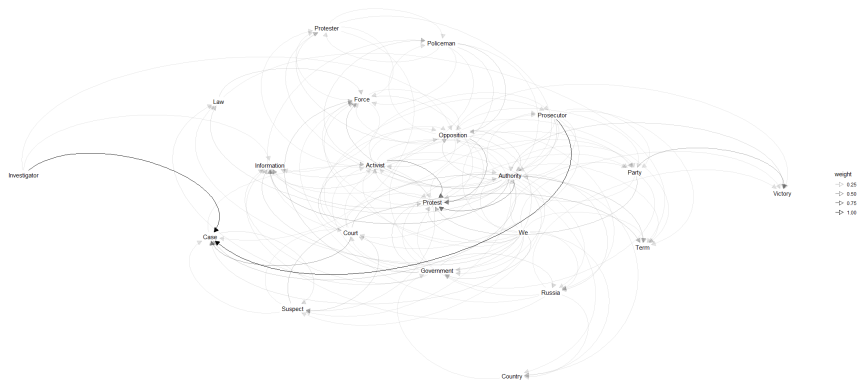 Protester
Policeman
Law
Force
Prosecutor
Opposition
Investigator
Information
Activist
Authority
Party
Victory
Protest
Case
Court
We
Term
Government
Russia
Suspect
Country
weight
0.25
0.50
0.75
1.00